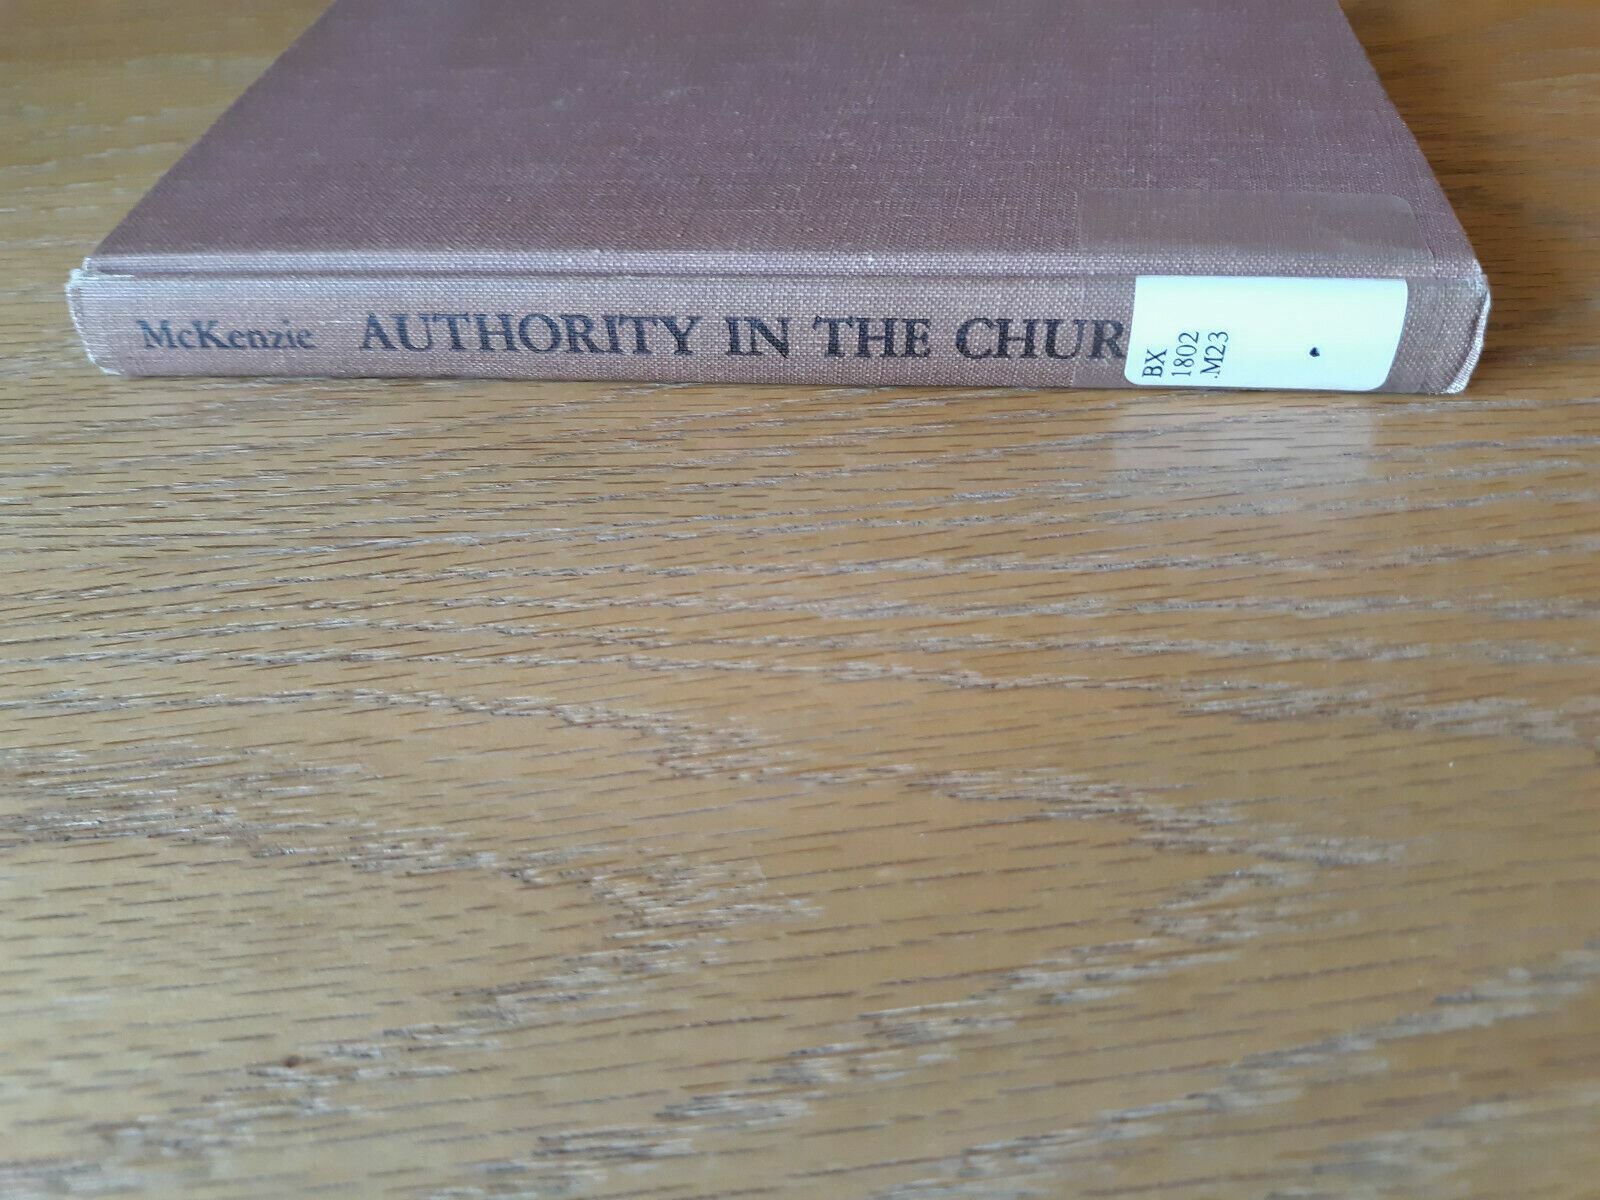 McKenzie AUTHORITY IN THE CHUR
BX
1802
.M23